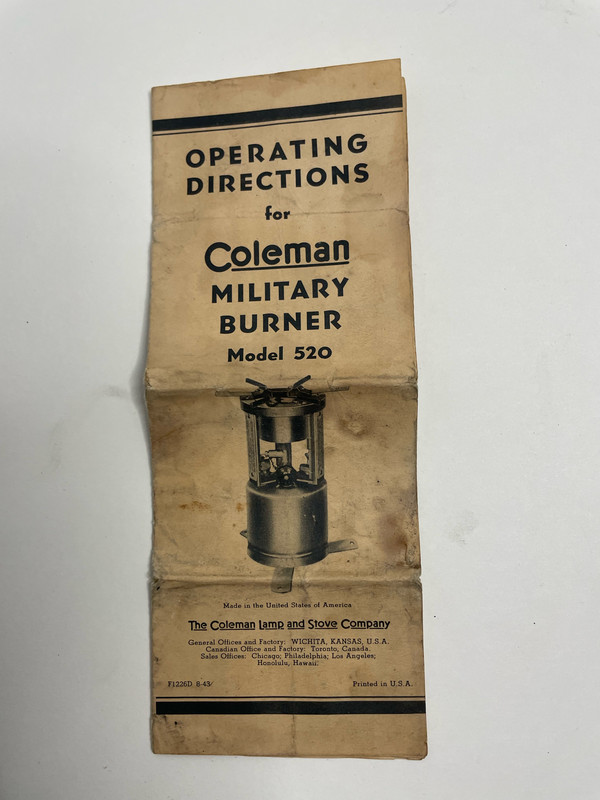 OPERATING
DIRECTIONS
for
Coleman
MILITARY
BURNER
Model 520
Made in the United States of America
The Coleman Lamp and Stove Company
General Offices and Factory: WICHITA, KANSAS, U.S.A.
Canadian Office and Factory: Toronto, Canada.
Sales Offices: Chicago; Philadelphia; Los Angeles;
Honolulu, Hawaii.
F1226D 8-43/ Printed in U.S.A.